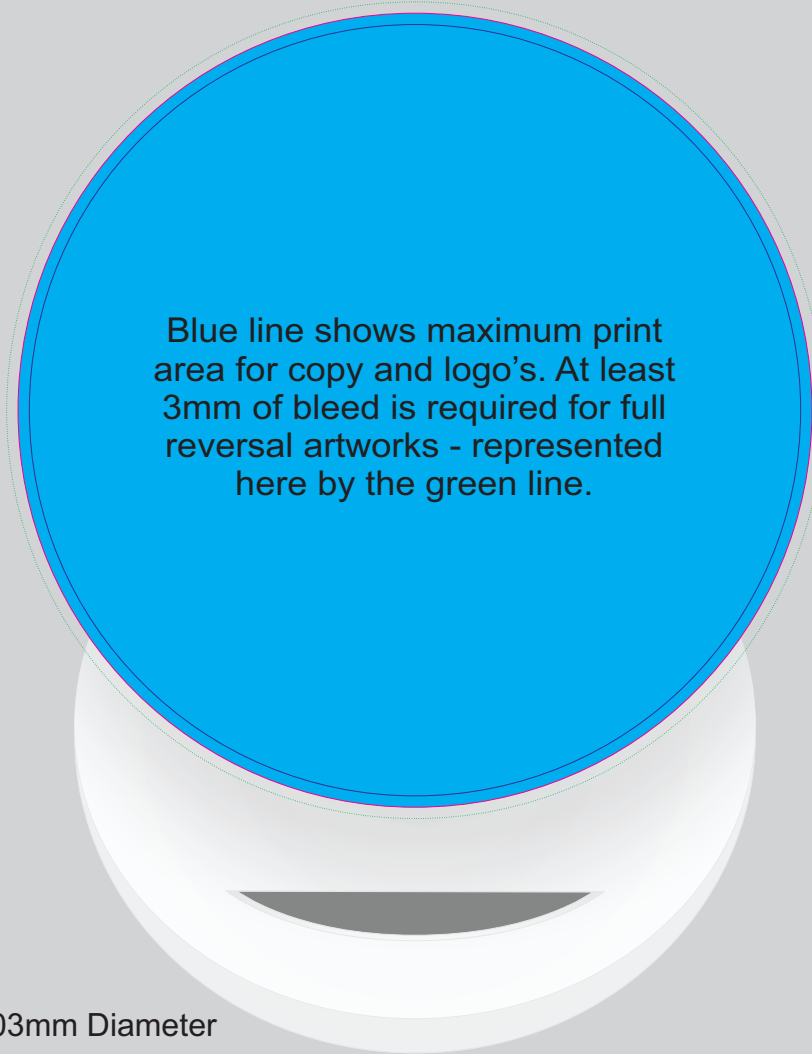 Blue line shows maximum print
area for copy and logo’s. At least
3mm of bleed is required for full
reversal artworks - represented
here by the green line.
03mm Diameter